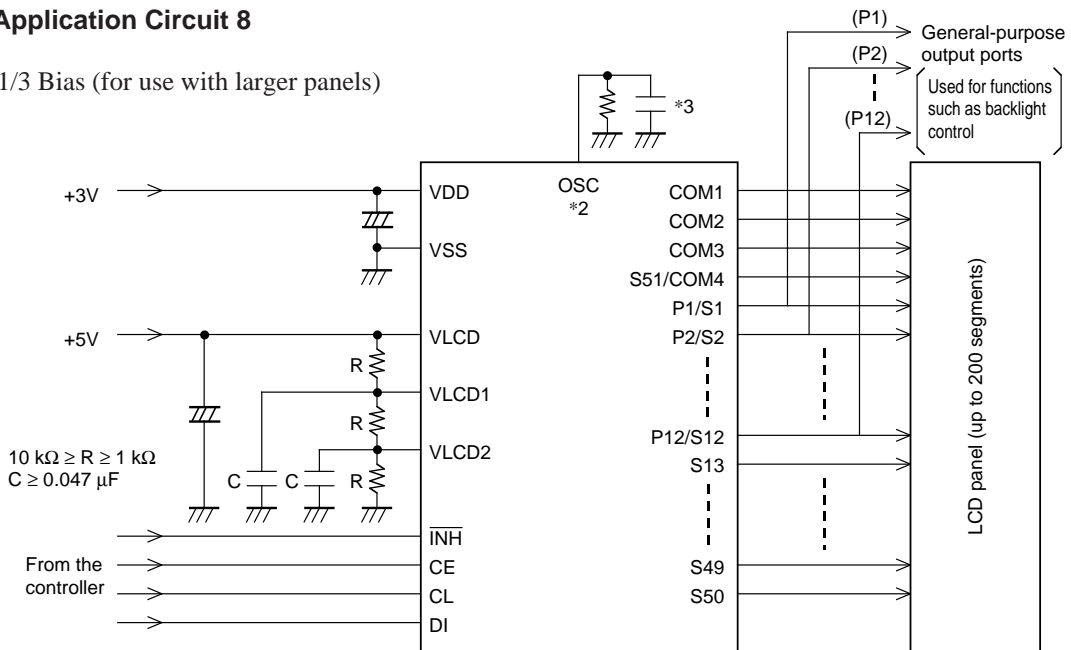 Application Circuit 8
1/3 Bias (for use with larger panels)
(P1)
General-purpose
output ports
(P2)
Used for functions
such as backlight
control
(P12)
*3
+3V
VDD
OSC
*2
COM1
COM2
VSS
COM3
S51/COM4
P1/S1
+5V
VLCD
P2/S2
R
VLCD1
R
P12/S12
VLCD2
S13
10 kΩ ≥ R ≥ 1 kΩ
C ≥ 0.047 μF
C
C
R
LCD panel (up to 200 segments)
INH
From the
controller
CE
S49
CL
S50
DI